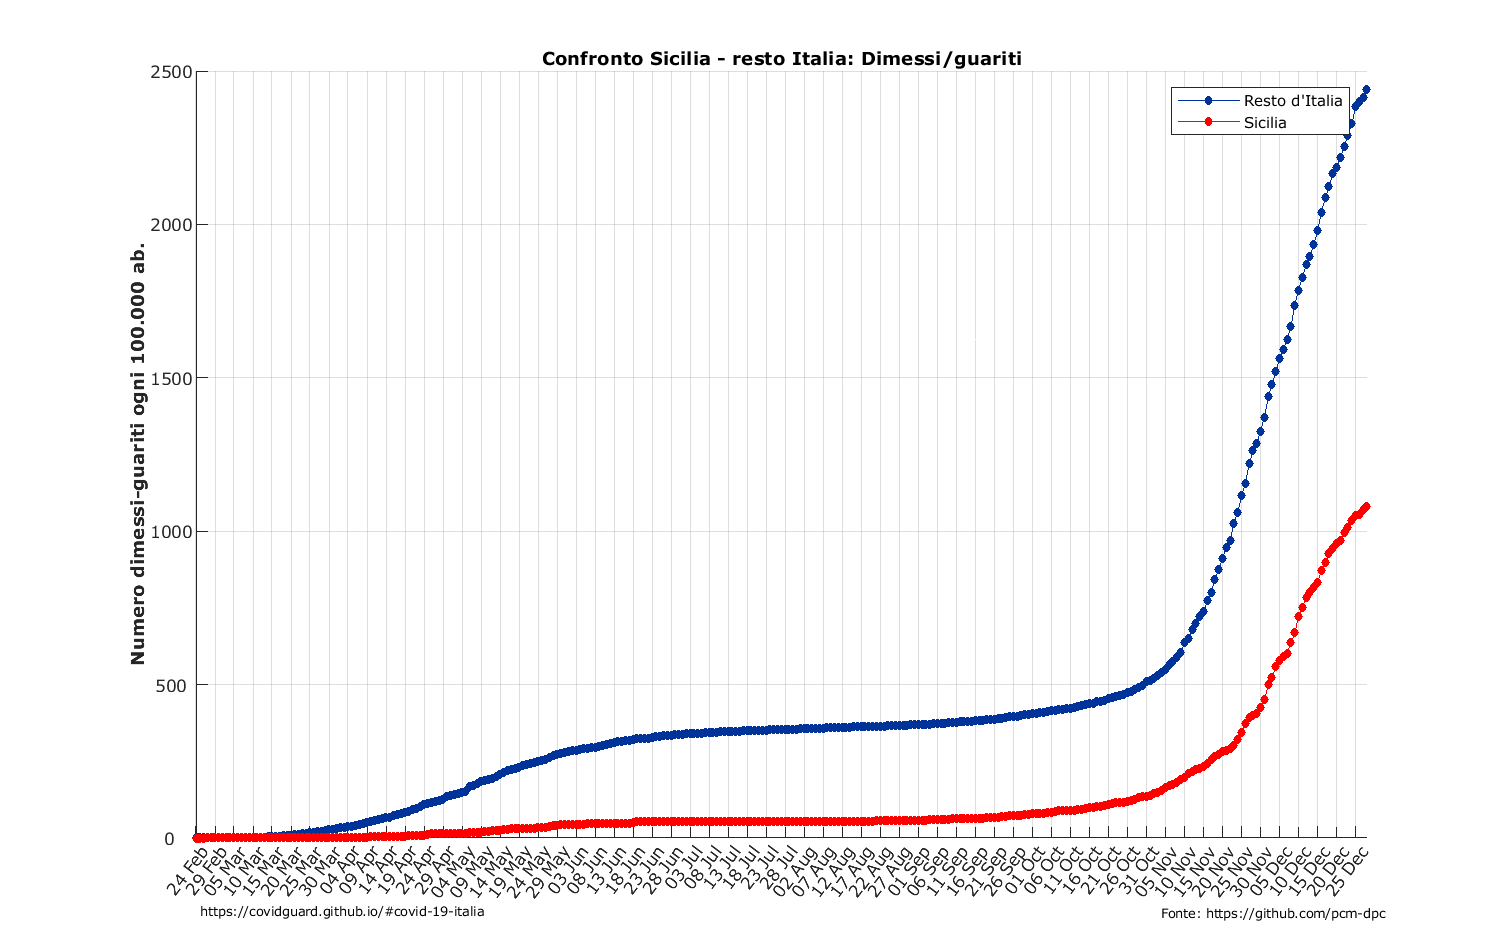 Confronto Sicilia - resto Italia: Dimessi/guariti
Numero dimessi-guariti ogni 100.000 ab.
2500
2000
1500
1000
500
0
Resto d'Italia
Sicilia
24 Feb
29 Feb
05 Mar
10 Mar
15 Mar
20 Mar
25 Mar
30 Mar
04 Apr
09 Apr
14 Apr
19 Apr
24 Apr
29 Apr
04 May
09 May
14 May
19 May
24 May
29 May
03 Jun
08 Jun
13 Jun
18 Jun
23 Jun
28 Jun
03 Jul
08 Jul
13 Jul
18 Jul
23 Jul
28 Jul
02 Aug
07 Aug
12 Aug
17 Aug
22 Aug
27 Aug
01 Sep
06 Sep
11 Sep
16 Sep
21 Sep
26 Sep
01 Oct
06 Oct
11 Oct
16 Oct
21 Oct
26 Oct
31 Oct
05 Nov
10 Nov
15 Nov
20 Nov
25 Nov
30 Nov
05 Dec
10 Dec
15 Dec
20 Dec
25 Dec
https://covidguard.github.io/#covid-19-italia
Fonte: https://github.com/pcm-dpc